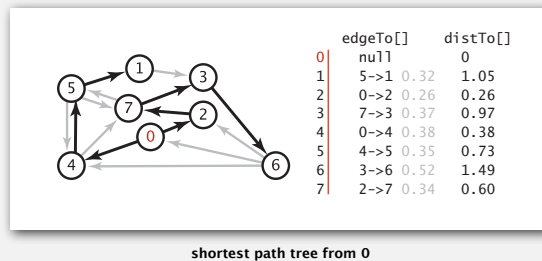 edgeTo[] distTo[]
0 null 0
1 5->1 0.32 1.05
2 0->2 0.26 0.26
3 7->3 0.37 0.97
4 0->4 0.38 0.38
5 4->5 0.35 0.73
6 3->6 0.52 1.49
7 2->7 0.34 0.60
1
3
5
7
2
0
4
6
shortest path tree from 0